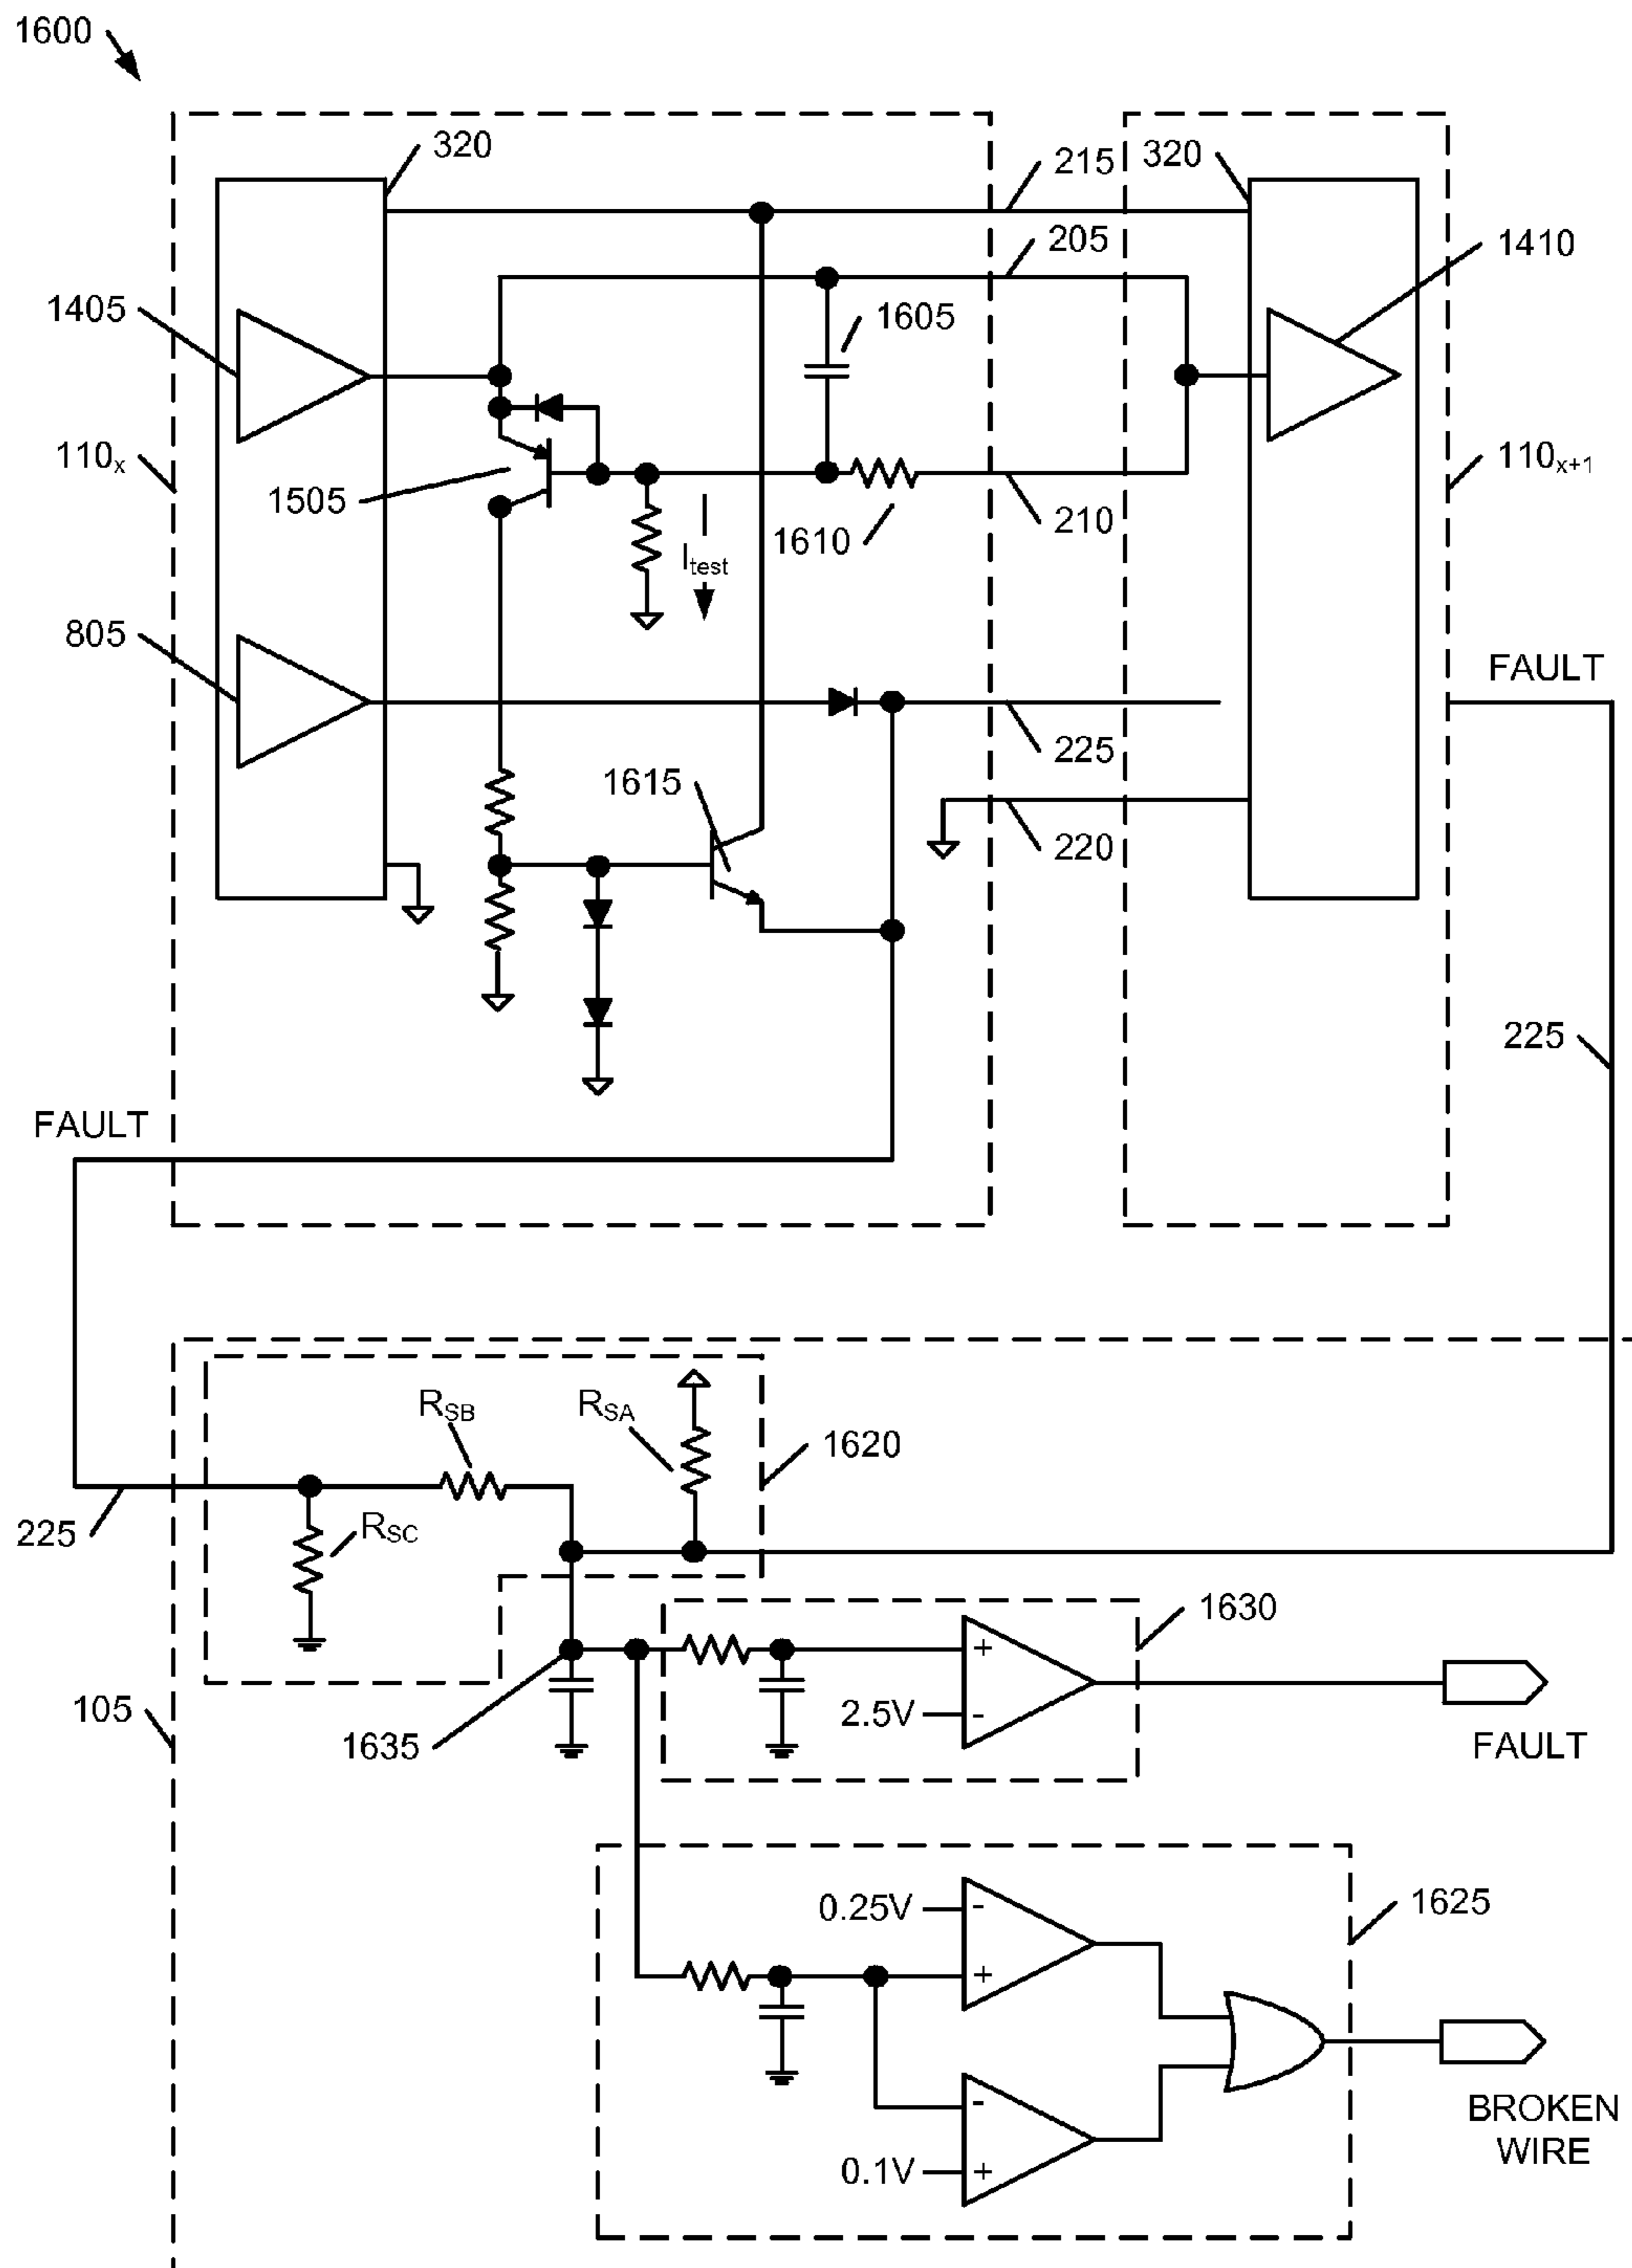 1600
320
215
320
205
1410
1405
1605
110x
110x+1
1505
1610
210
Itest
805
FAULT
225
1615
220
225
FAULT
RSB
RSA
1620
225
RSC
1630
+
2.5V
-
105
1635
FAULT
0.25V
-
1625
+
-
BROKEN
WIRE
0.1V
+